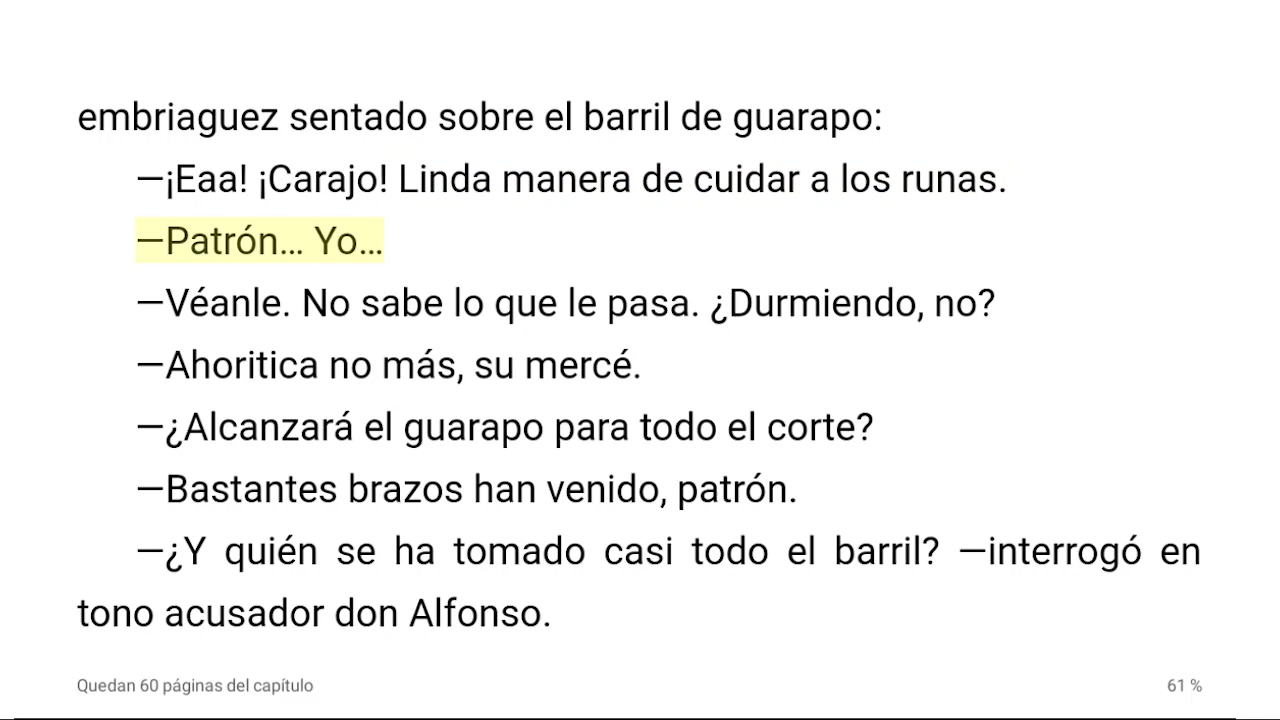 embriaguez sentado sobre el barril de guarapo:
—¡Eaa! ¡Carajo! Linda manera de cuidar a los runas.
—Patrón... Yo...
—Véanle. No sabe lo que le pasa. ¿Durmiendo, no?
—Ahoritica no más, su mercé.
—¿Alcanzará el guarapo para todo el corte?
—Bastantes brazos han venido, patrón.
—¿Y quién se ha tomado casi todo el barril? —interrogó en
tono acusador don Alfonso.
Quedan 60 páginas del capítulo 61 %